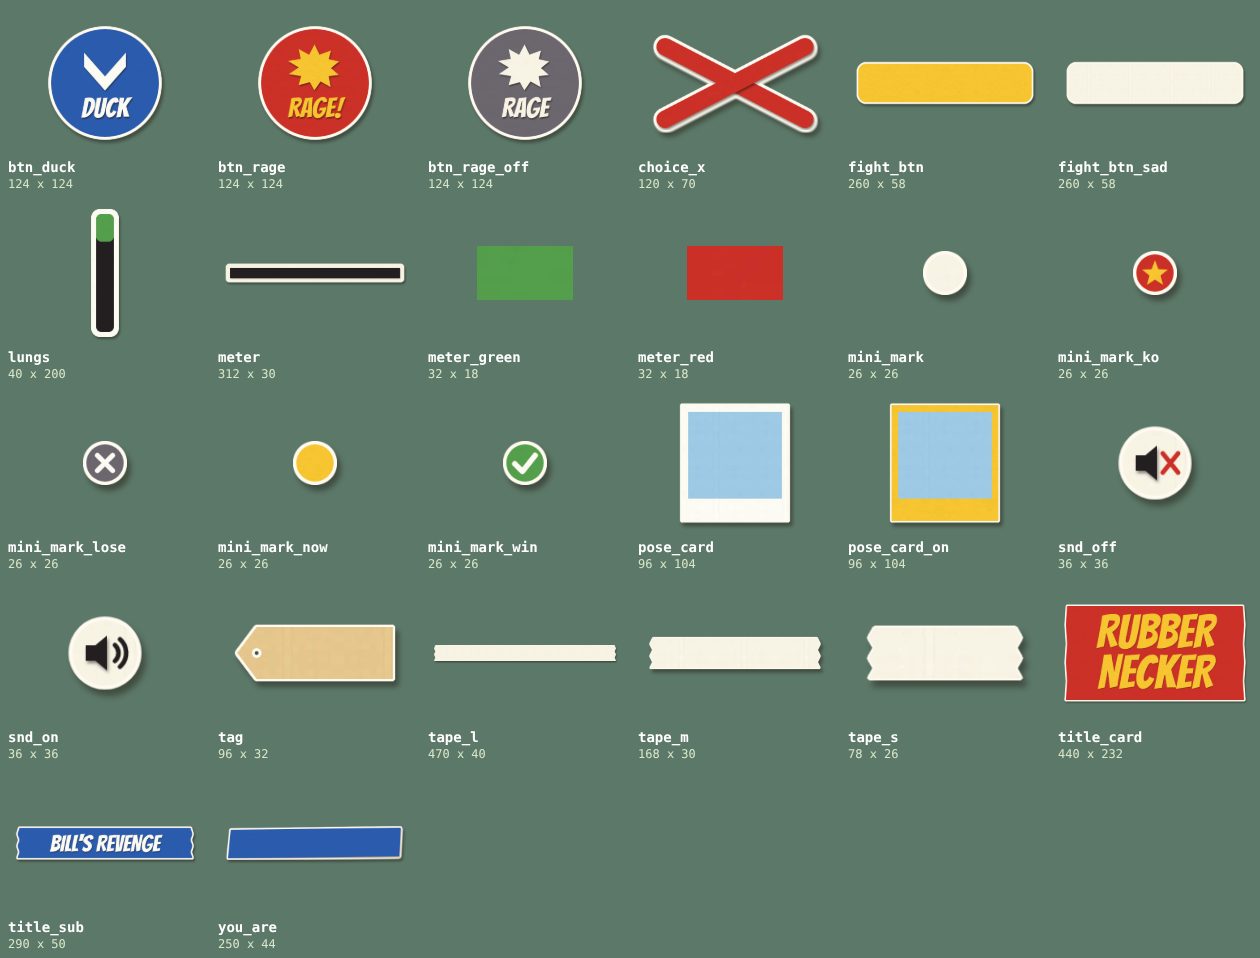 DUCK
RAGE!
RAGE
btn_duck
124 x 124
btn_rage
124 x 124
btn_rage_off
124 x 124
choice_x
120 x 70
fight_btn
260 x 58
fight_btn_sad
260 x 58
lungs
40 x 200
meter
312 x 30
meter_green
32 x 18
meter_red
32 x 18
mini_mark
26 x 26
mini_mark_ko
26 x 26
mini_mark_lose
26 x 26
mini_mark_now
26 x 26
mini_mark_win
26 x 26
pose_card
96 x 104
pose_card_on
96 x 104
snd_off
36 x 36
RUBBER
NECKER
snd_on
36 x 36
tag
96 x 32
tape_l
470 x 40
tape_m
168 x 30
tape_s
78 x 26
title_card
440 x 232
BILL'S REVENGE
title_sub
290 x 50
you_are
250 x 44